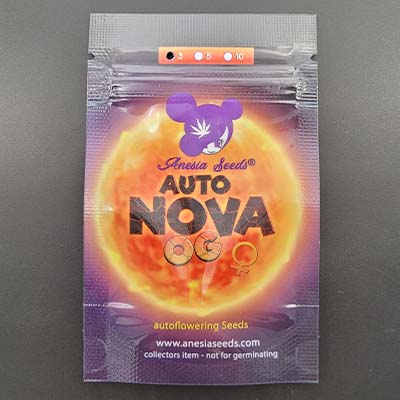 3 5 10
Anesia Seeds®
AUTO
NOVA
OG
autoflowering Seeds
www.anesiaseeds.com
collectors item - not for germinating